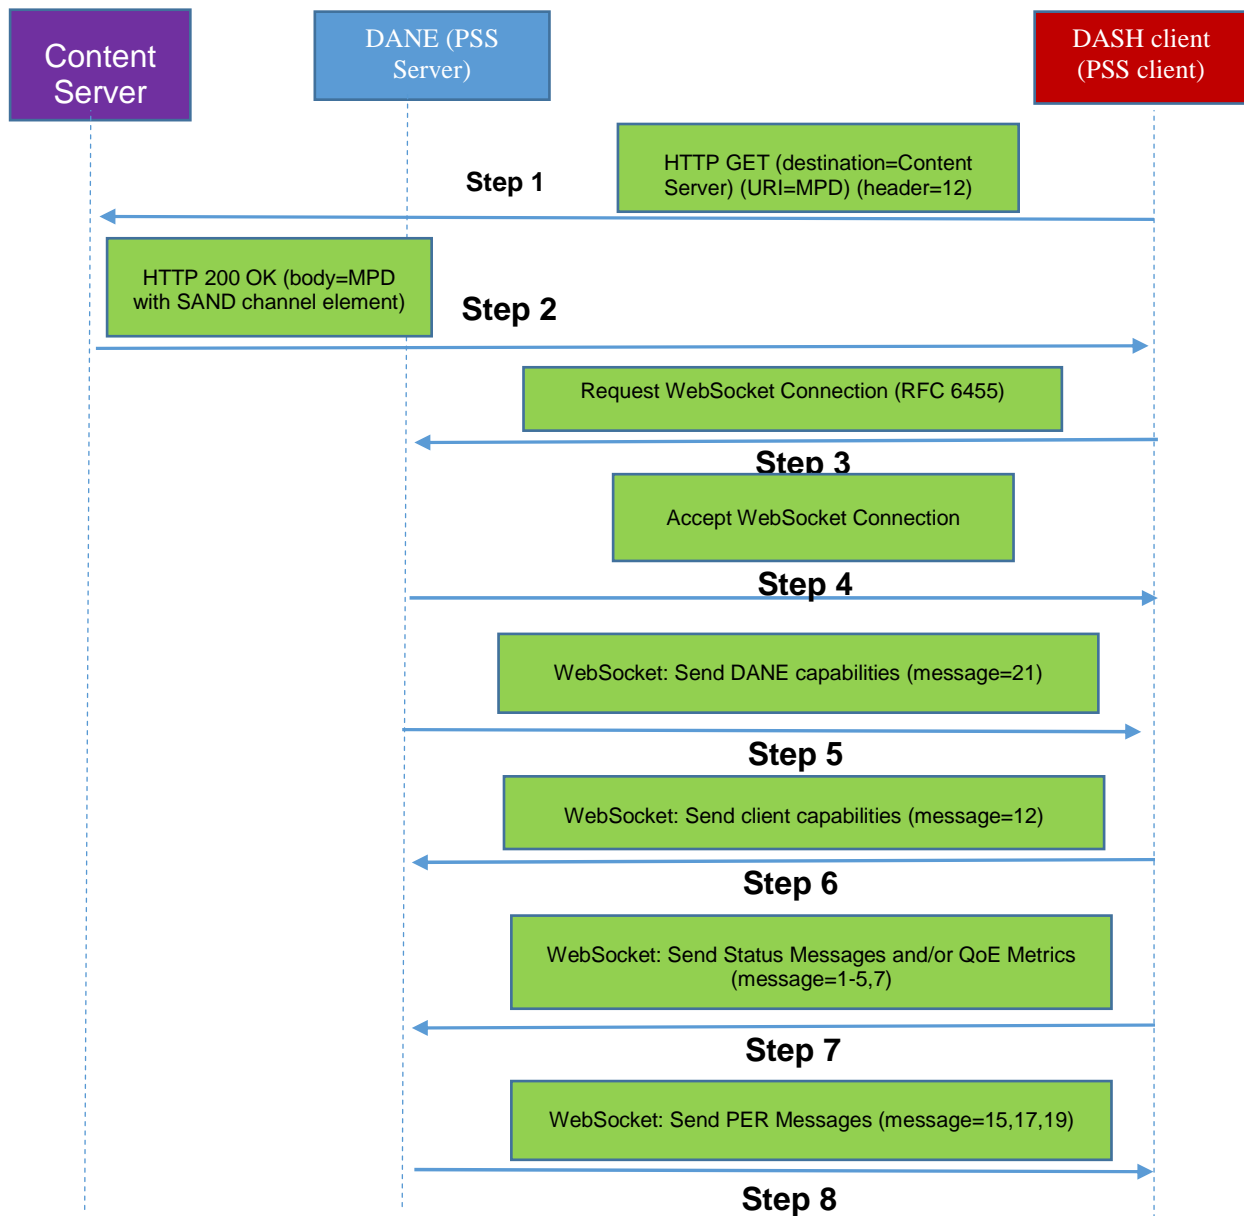 Content
Server
DANE (PSS
Server)
DASH client
(PSS client)
HTTP GET (destination=Content
Server) (URI=MPD) (header=12)
Step 1
HTTP 200 OK (body=MPD
with SAND channel element)
Step 2
Request WebSocket Connection (RFC 6455)
Step 3
Accept WebSocket Connection
Step 4
WebSocket: Send DANE capabilities (message=21)
Step 5
WebSocket: Send client capabilities (message=12)
Step 6
WebSocket: Send Status Messages and/or QoE Metrics
(message=1-5,7)
Step 7
WebSocket: Send PER Messages (message=15,17,19)
Step 8